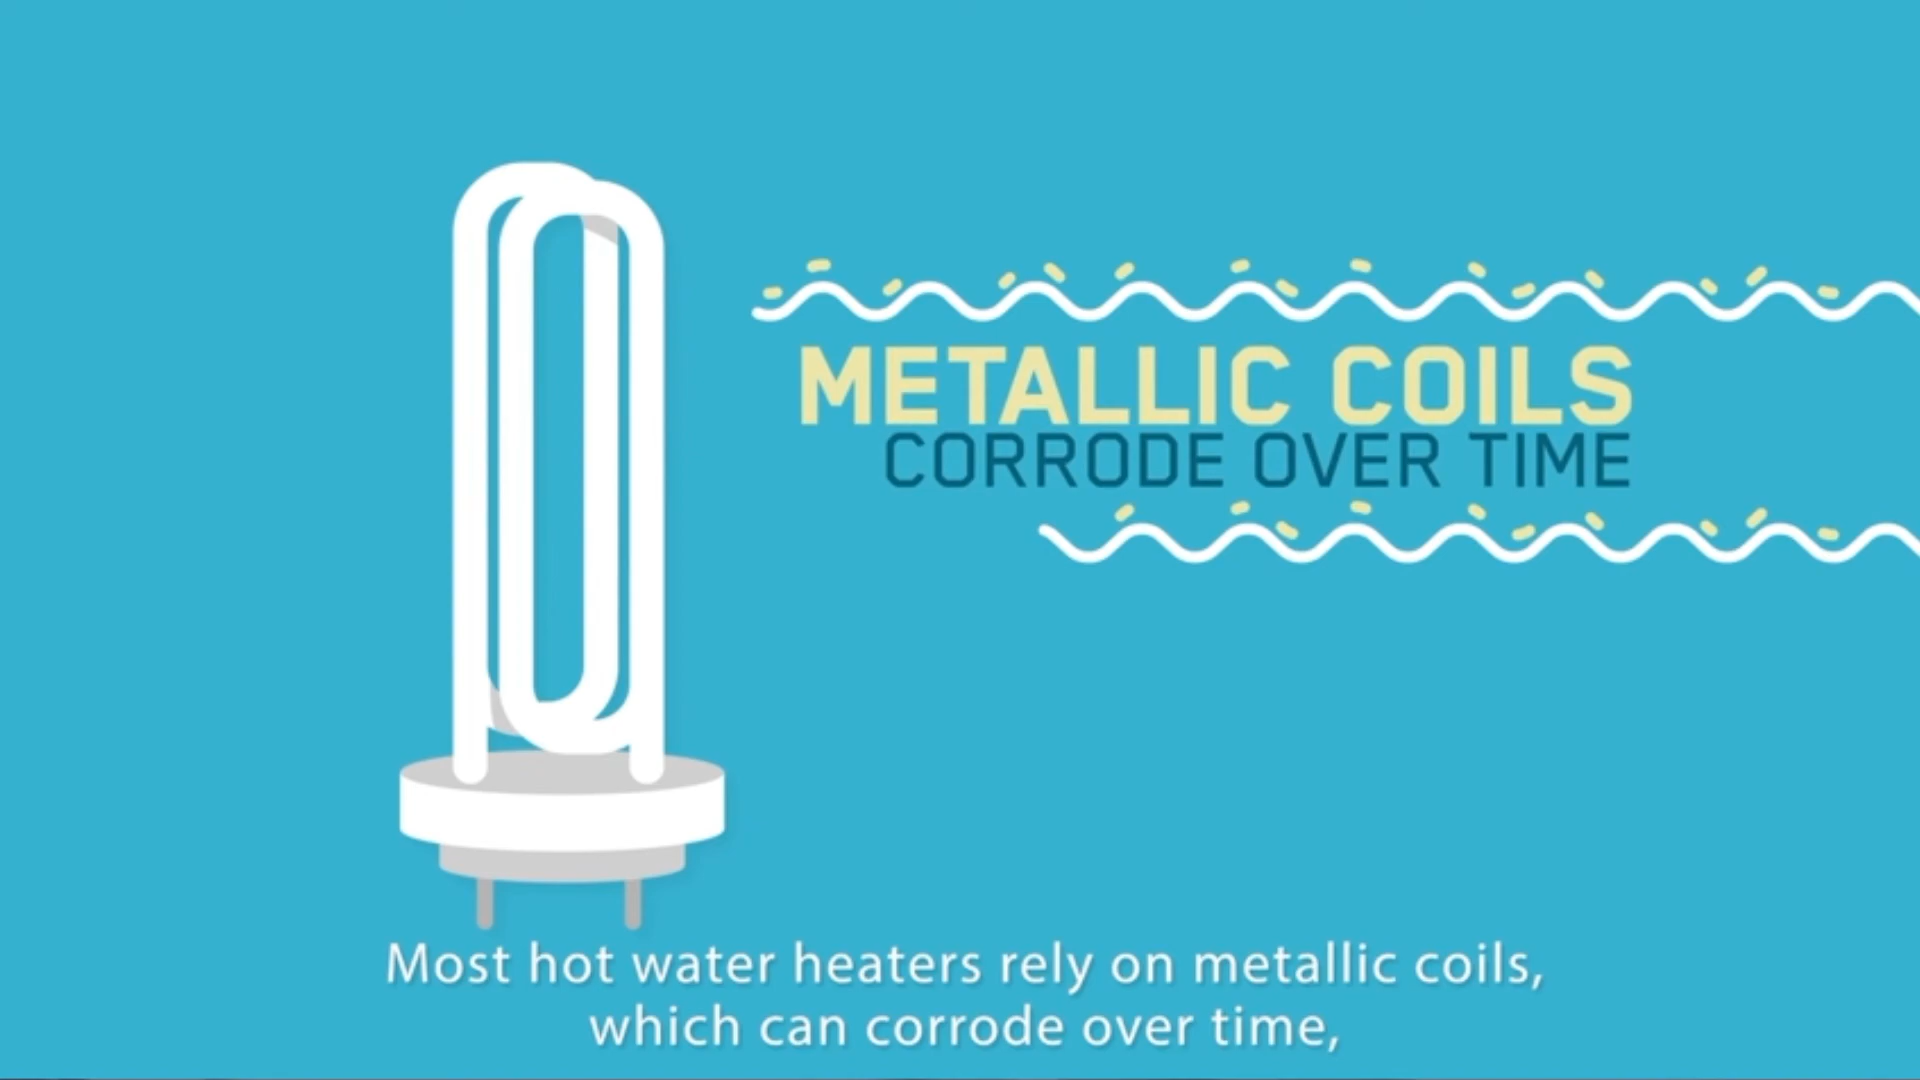 METALLIC COILS
CORRODE OVER TIME
Most hot water heaters rely on metallic coils,
which can corrode over time,